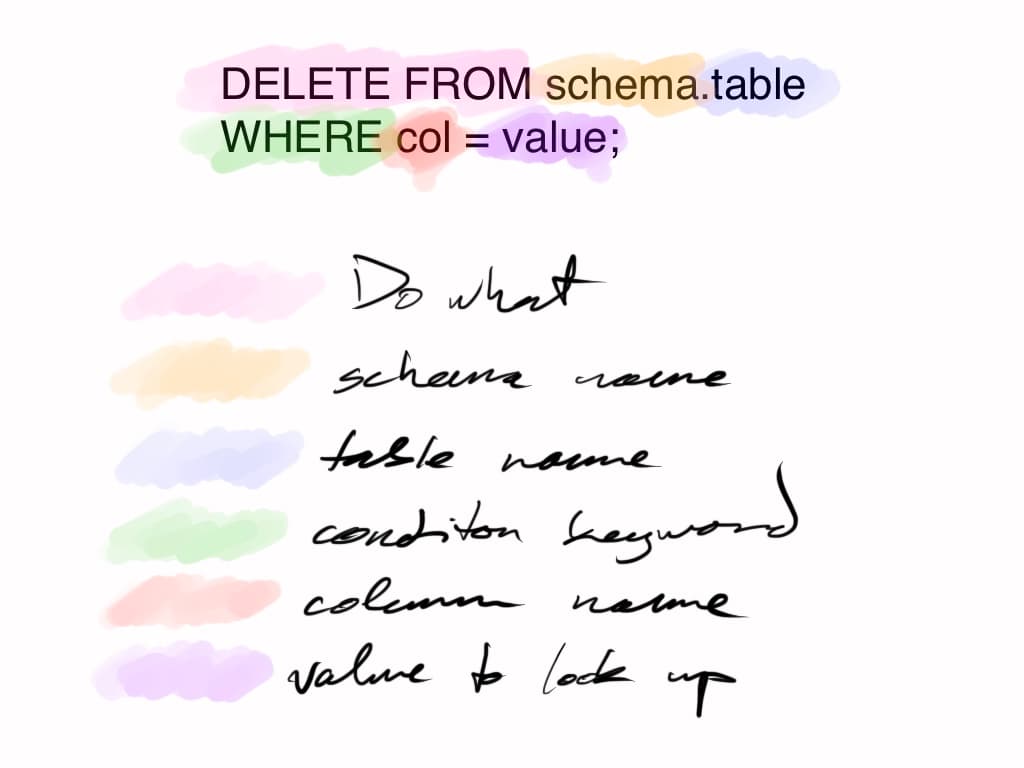 DELETE FROM schema.table
WHERE col = value;
Do what
schema name
table name
conditon keyword
column name
value to look up